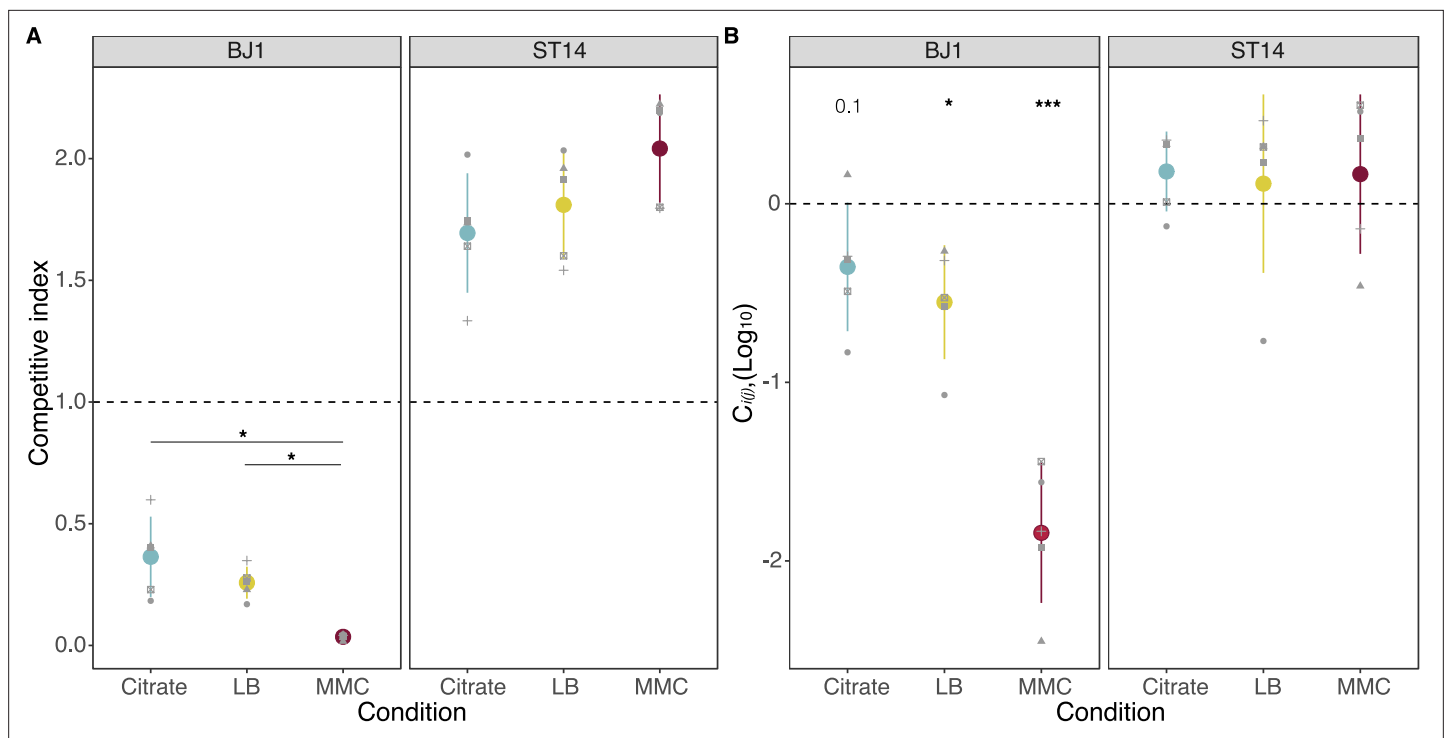 A
BJ1
ST14
Competitive index
2.0
1.5
1.0
0.5
0.0
*
*
Citrate LB MMC
Citrate LB MMC
Condition
B
BJ1
ST14
C𝑖(𝑗),(Log₁₀)
0
-1
-2
0.1 * ***
Citrate LB MMC
Citrate LB MMC
Condition